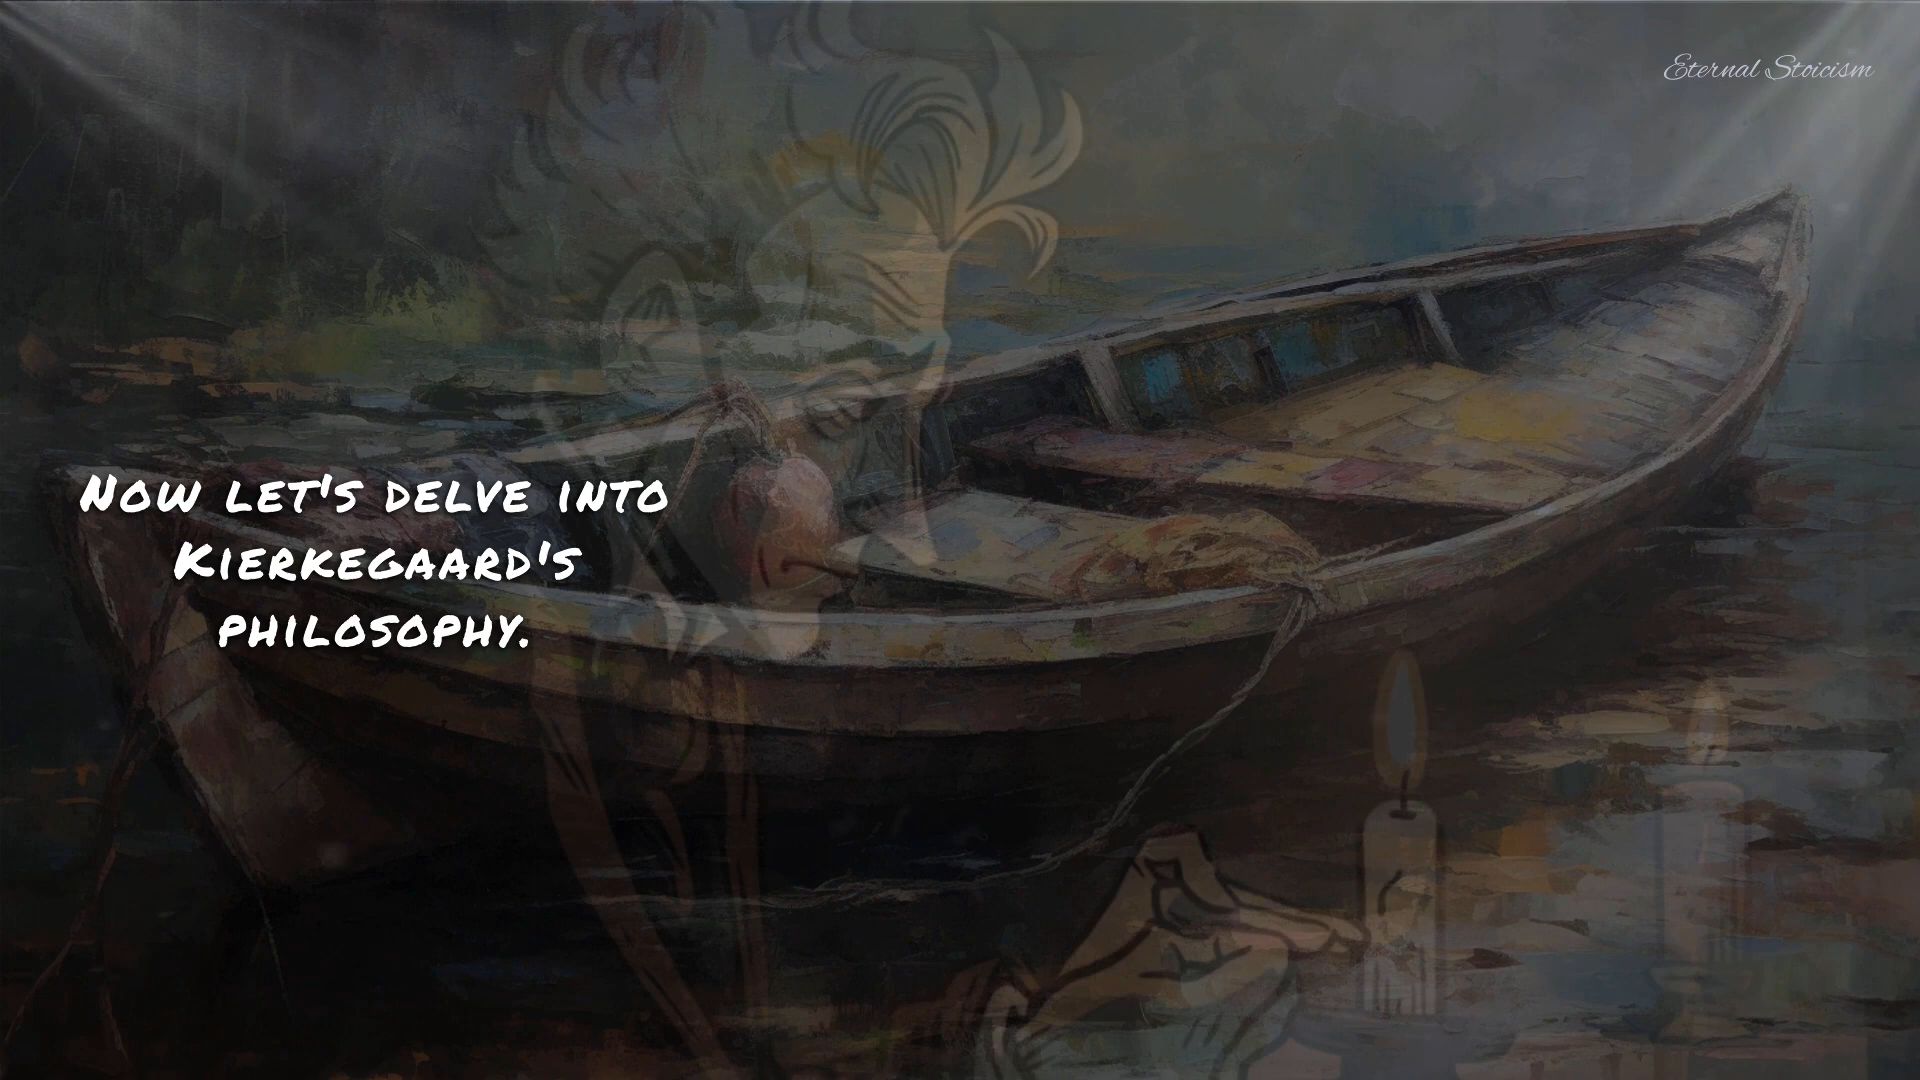 Eternal Stoicism
Now let's delve into
Kierkegaard's
philosophy.